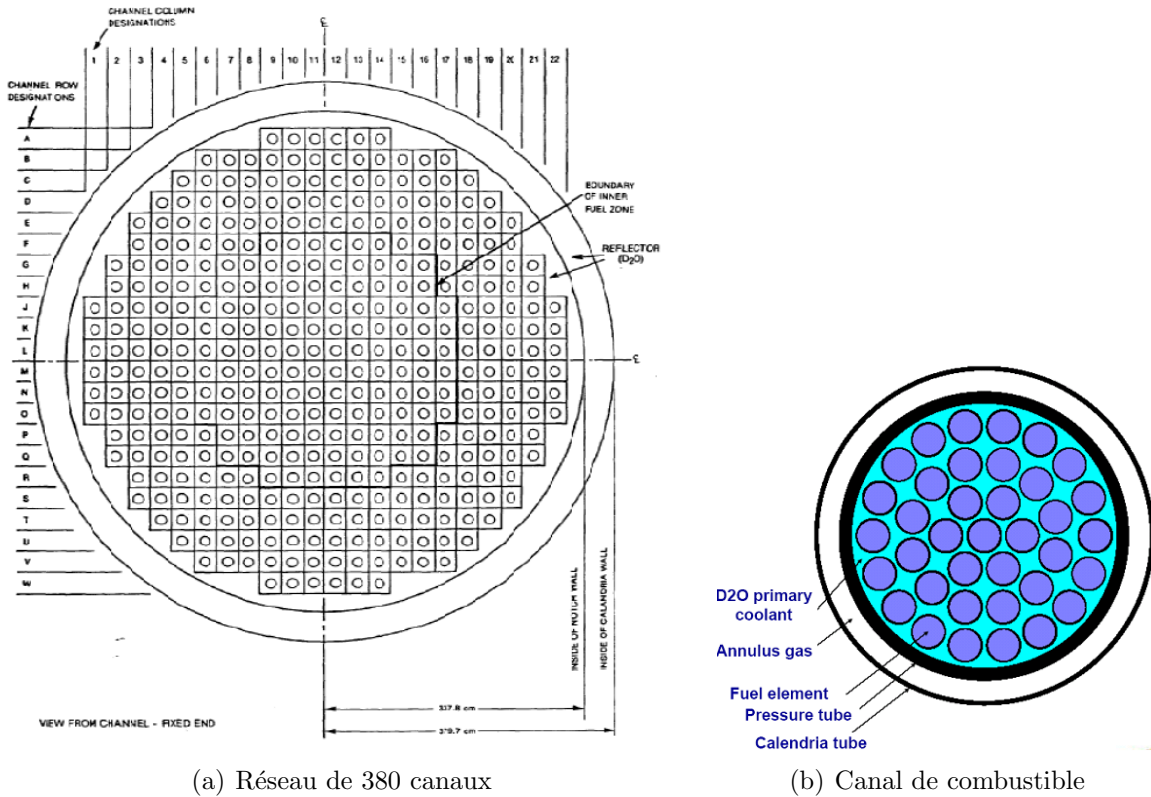 CHANNEL COLUMN
DESIGNATIONS
℄
1 2 3 4 5 6 7 8 9 10 11 12 13 14 15 16 17 18 19 20 21 22
CHANNEL ROW
DESIGNATIONS
A
B
C
D
E
F
G
H
J
K
L
M
N
O
P
Q
R
S
T
U
V
W
BOUNDARY
OF INNER
FUEL ZONE
REFLECTOR
(D2O)
℄
INSIDE OF NOTCH WALL
INSIDE OF CALANDRIA WALL
337.8 cm
379.7 cm
VIEW FROM CHANNEL - FIXED END
D2O primary
coolant
Annulus gas
Fuel element
Pressure tube
Calendria tube
(a) Réseau de 380 canaux
(b) Canal de combustible